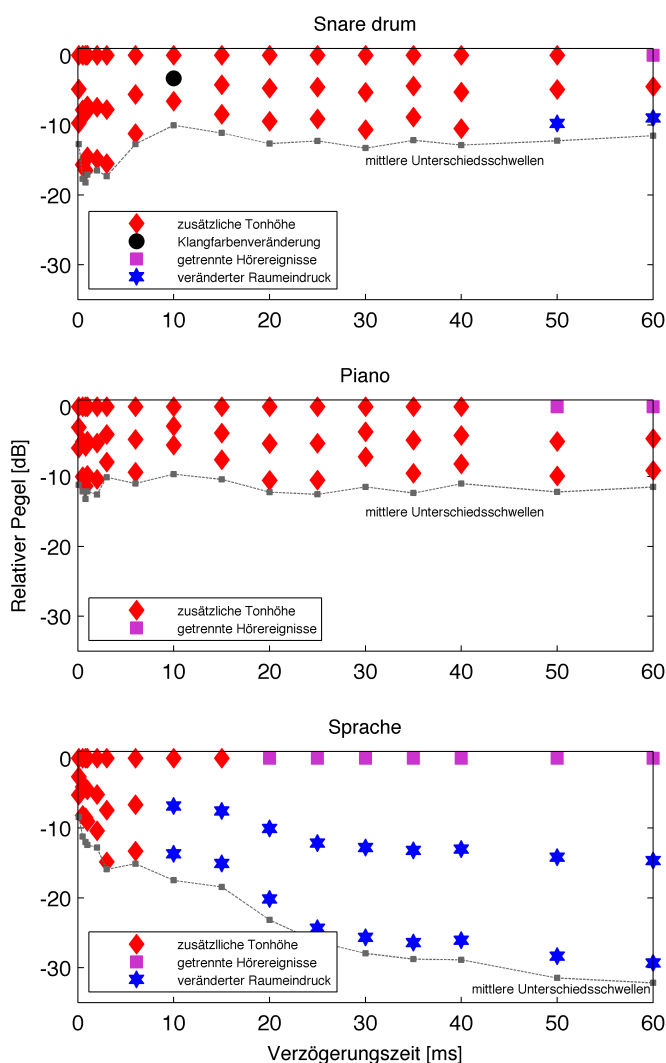 Snare drum
0
-10
-20
-30
mittlere Unterschiedsschwellen
zusätzliche Tonhöhe
Klangfarbenveränderung
getrennte Hörereignisse
veränderter Raumeindruck
0 10 20 30 40 50 60
Piano
Relativer Pegel [dB]
0
-10
-20
-30
mittlere Unterschiedsschwellen
zusätzliche Tonhöhe
getrennte Hörereignisse
0 10 20 30 40 50 60
Sprache
0
-10
-20
-30
zusätzlliche Tonhöhe
getrennte Hörereignisse
veränderter Raumeindruck
mittlere Unterschiedsschwellen
0 10 20 30 40 50 60
Verzögerungszeit [ms]